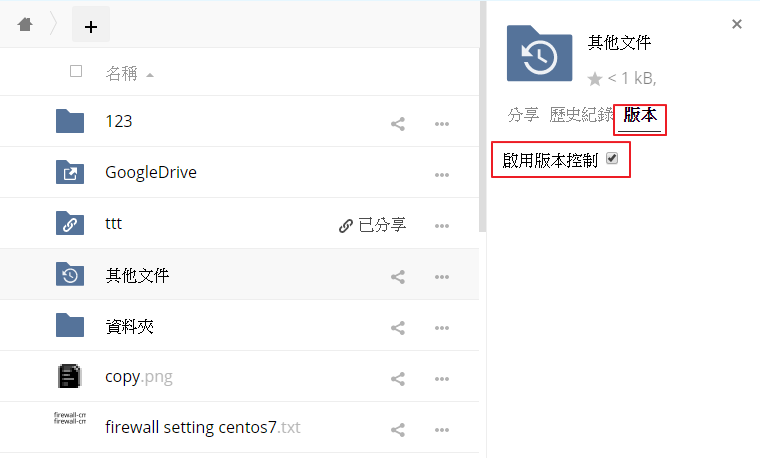 +
名稱
123
GoogleDrive
ttt
已分享
其他文件
資料夾
copy.png
firewall-cm
firewall-cm
firewall setting centos7.txt
其他文件
< 1 kB,
分享 歷史紀錄 版本
啟用版本控制